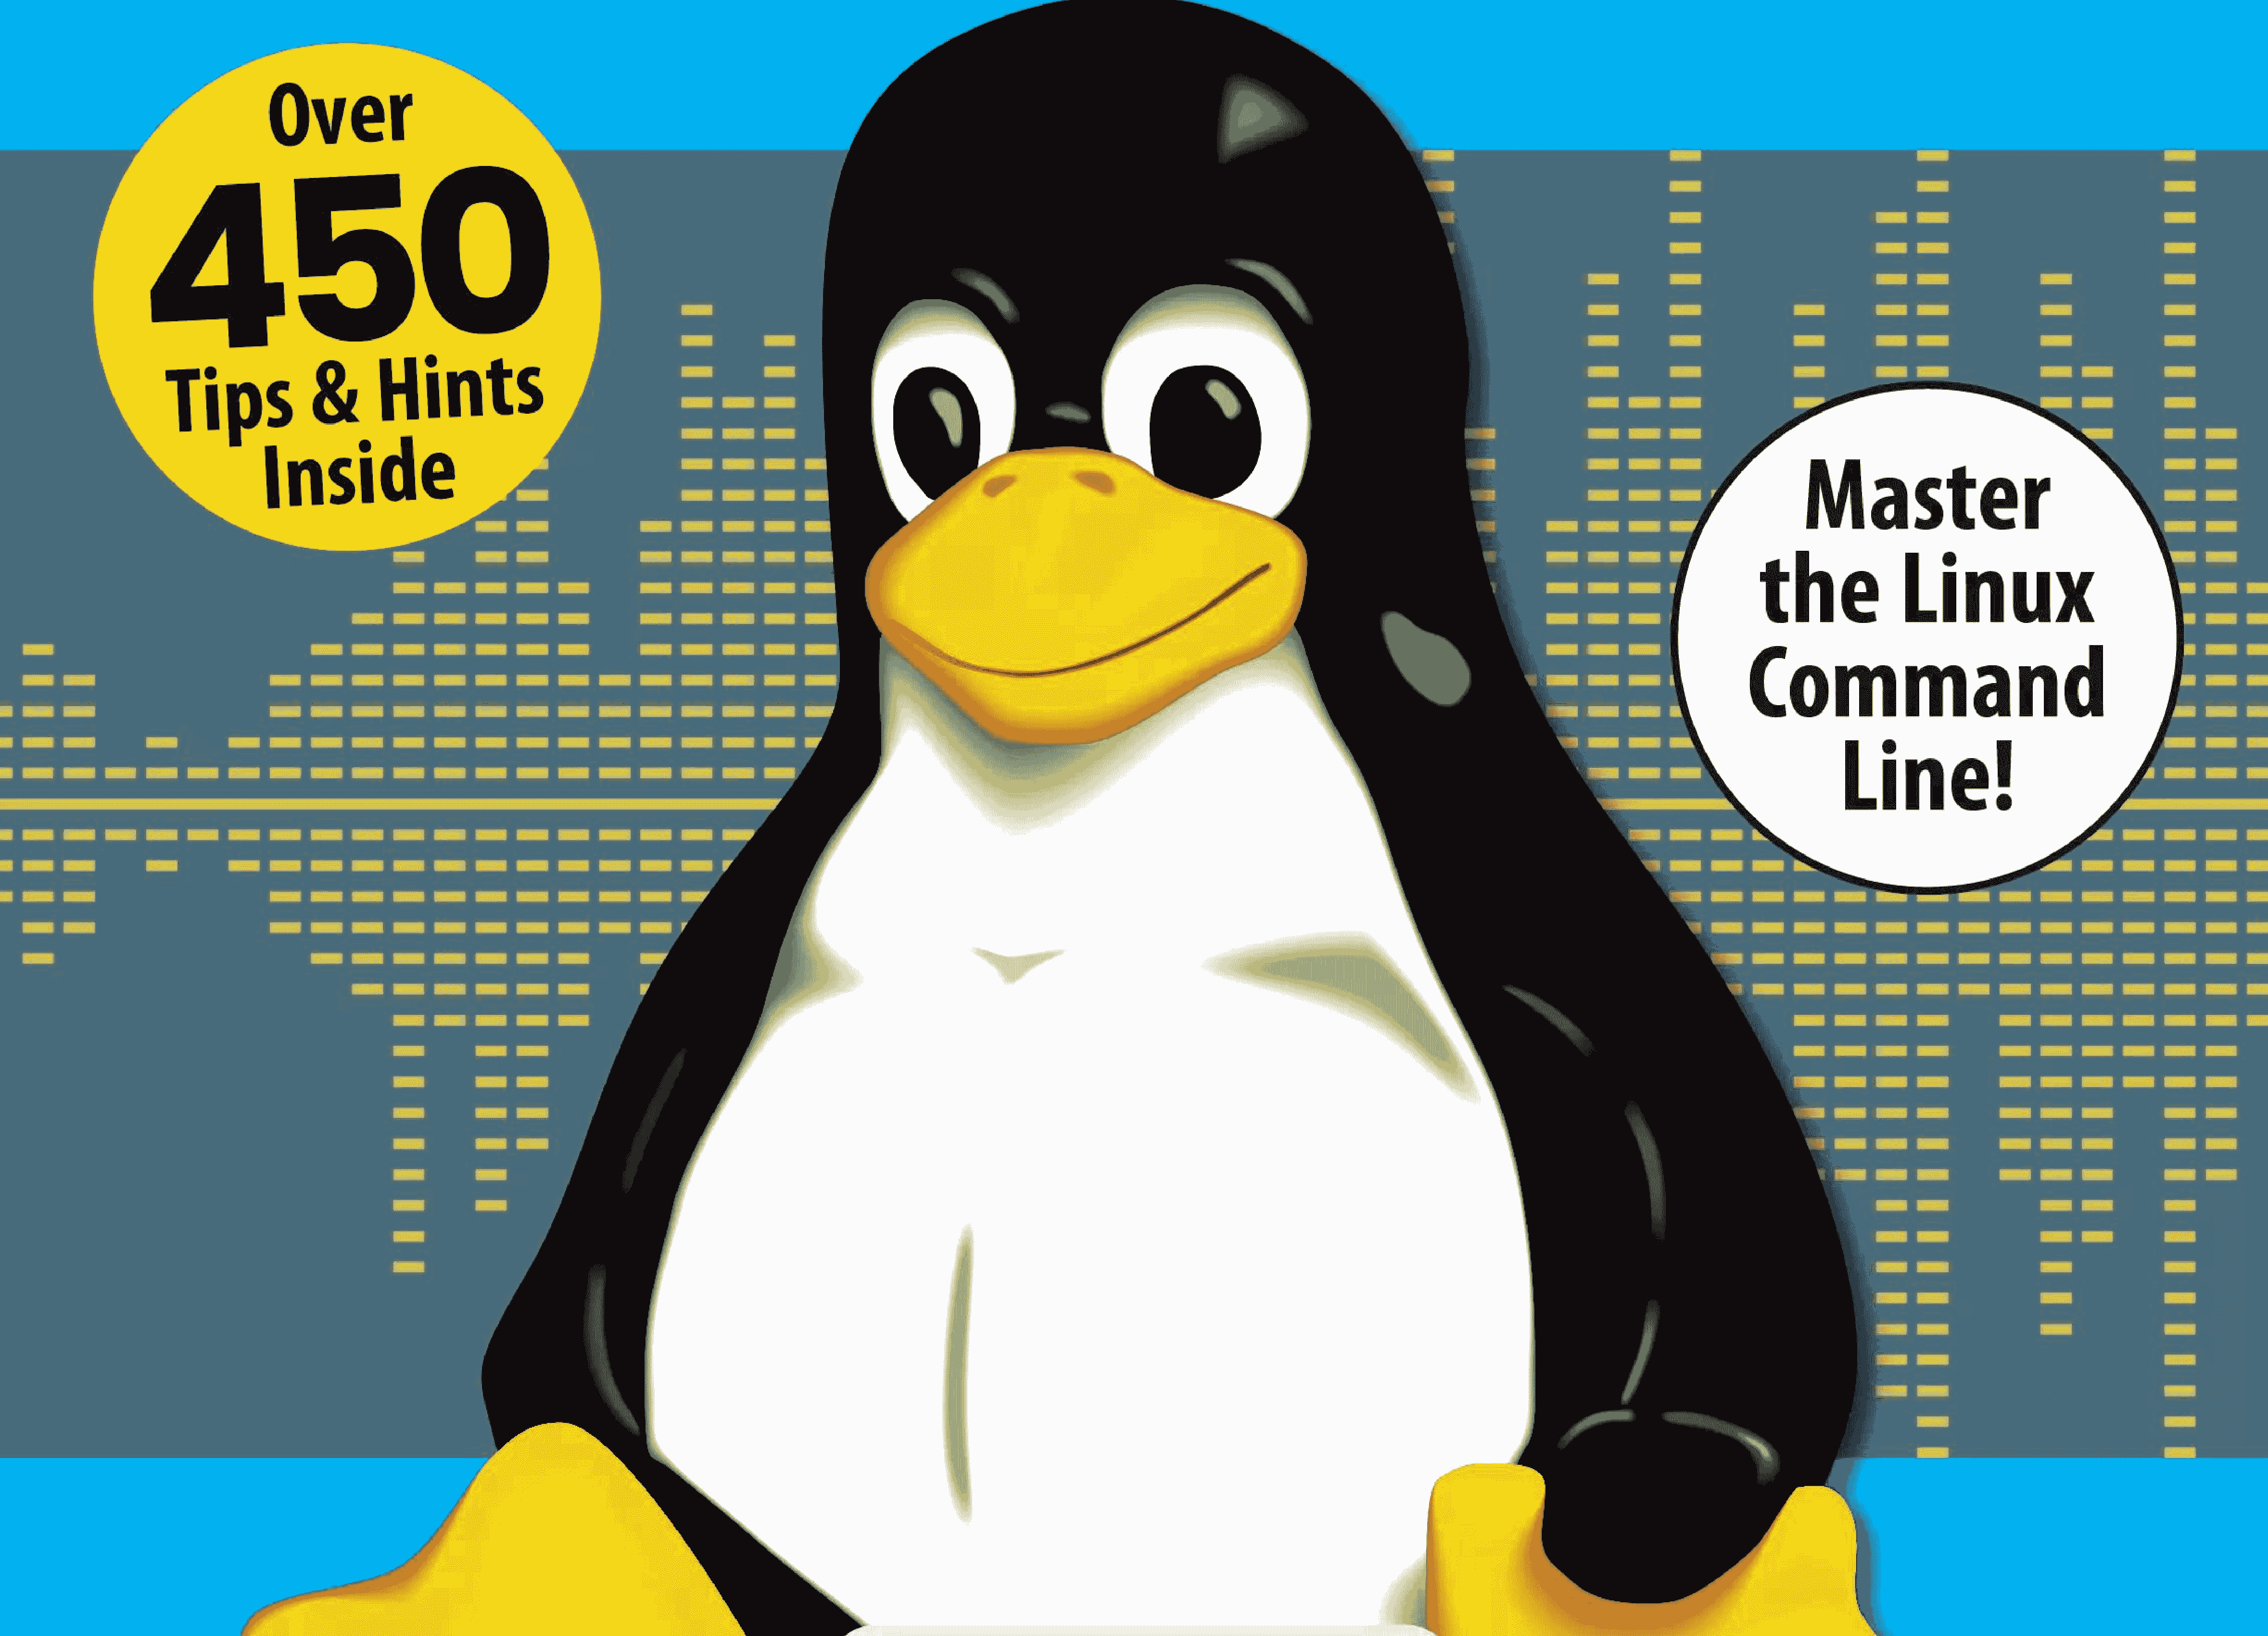 Over
450
Tips & Hints
Inside
Master
the Linux
Command
Line!